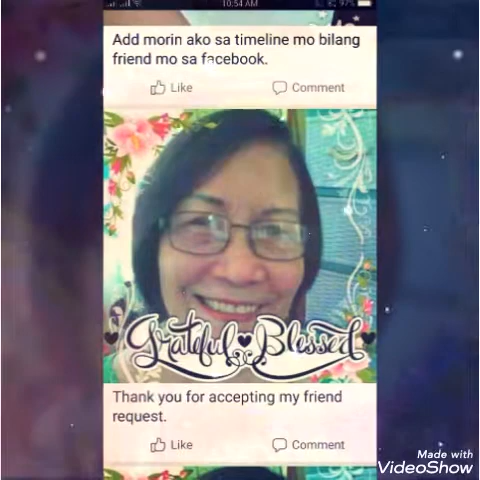 10:54 AM
97%
Add morin ako sa timeline mo bilang
friend mo sa facebook.
Like Comment
Grateful Blessed
Thank you for accepting my friend
request.
Like Comment
Made with
VideoShow